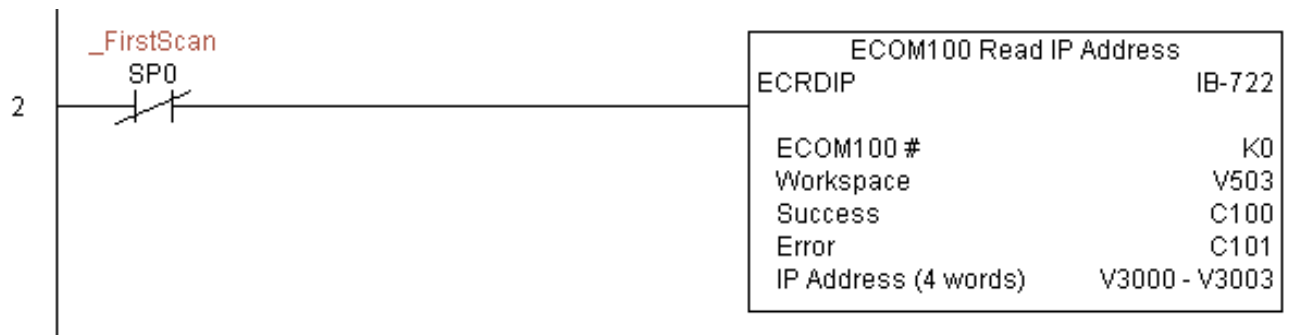 _FirstScan
SP0
2
ECOM100 Read IP Address
ECRDIP IB-722
ECOM100 # K0
Workspace V503
Success C100
Error C101
IP Address (4 words) V3000 - V3003